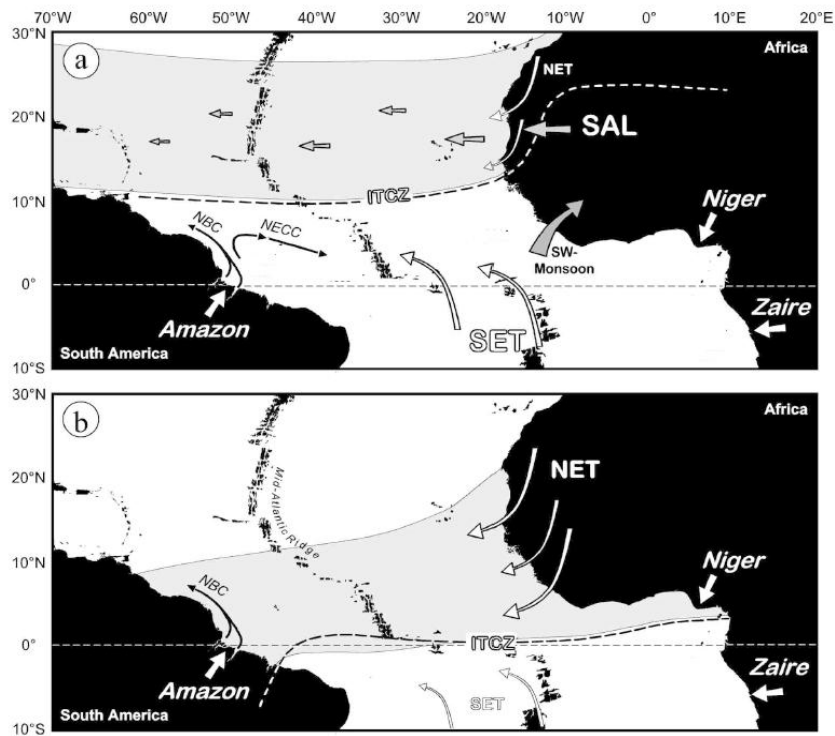 70°W 60°W 50°W 40°W 30°W 20°W 10°W 0° 10°E 20°E
30°N
a
Africa
NET
20°N
SAL
10°N
ITCZ
NBC
NECC
Niger
SW-
Monsoon
0°
Amazon
SET
Zaire
South America
10°S
30°N
b
Africa
NET
20°N
Mid-Atlantic Ridge
10°N
Niger
NBC
0°
ITCZ
Amazon
SET
Zaire
South America
10°S